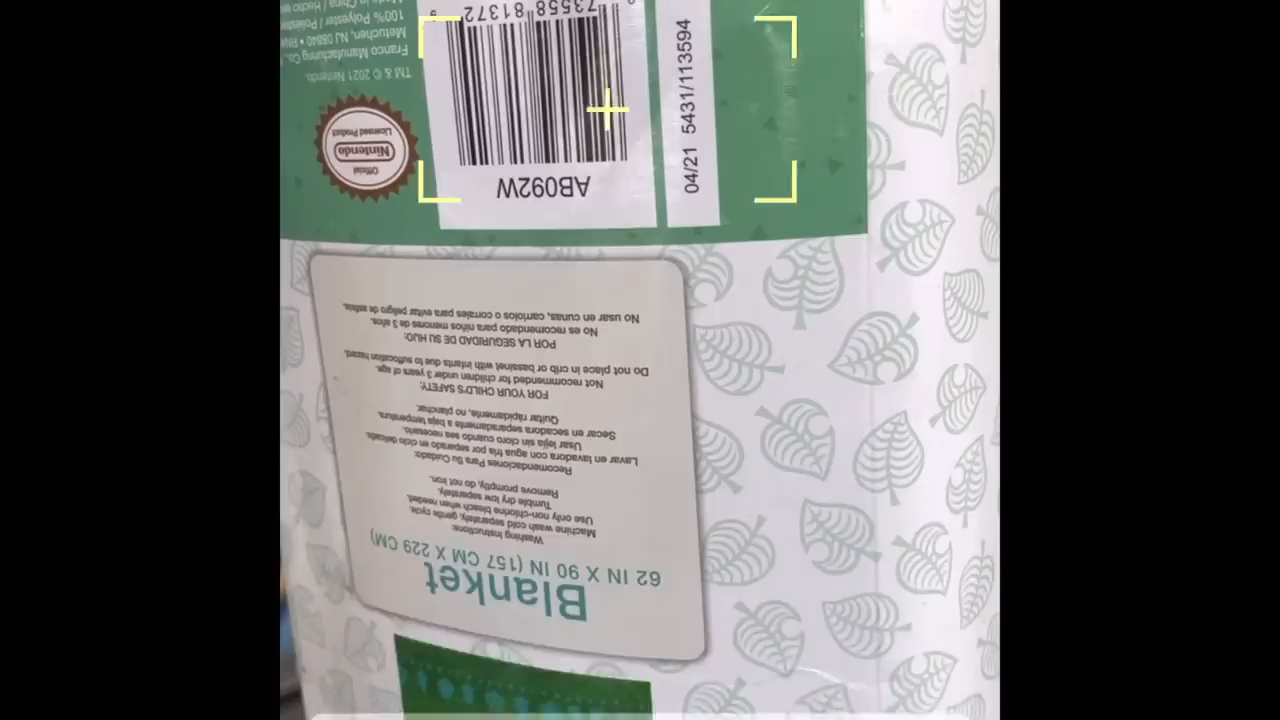 Blanket
62 IN X 90 IN (157 CM X 229 CM)
Washing Instructions:
Machine wash cold separately, gentle cycle.
Use only non-chlorine bleach when needed.
Tumble dry low separately.
Remove promptly, do not iron.
Recomendaciones Para Su Cuidado:
Lavar en lavadora con agua fría por separado en ciclo delicado.
Usar lejía sin cloro cuando sea necesario.
Secar en secadora separadamente a baja temperatura.
Quitar rápidamente, no planchar.
FOR YOUR CHILD'S SAFETY:
Not recommended for children under 3 years of age.
Do not place in crib or bassinet with infants due to suffocation hazard.
POR LA SEGURIDAD DE SU HIJO:
No es recomendado para niños menores de 3 años.
No usar en cunas, carriolas o corrales para evitar peligro de asfixia.
04/21 5431/113594
AB092W
0 73558 81372 9
Official
Nintendo
Licensed Product
TM & © 2021 Nintendo.
Franco Manufacturing Co.,
Metuchen, NJ 08840 •
100% Polyester / Poliéster
Made in China / Hecho